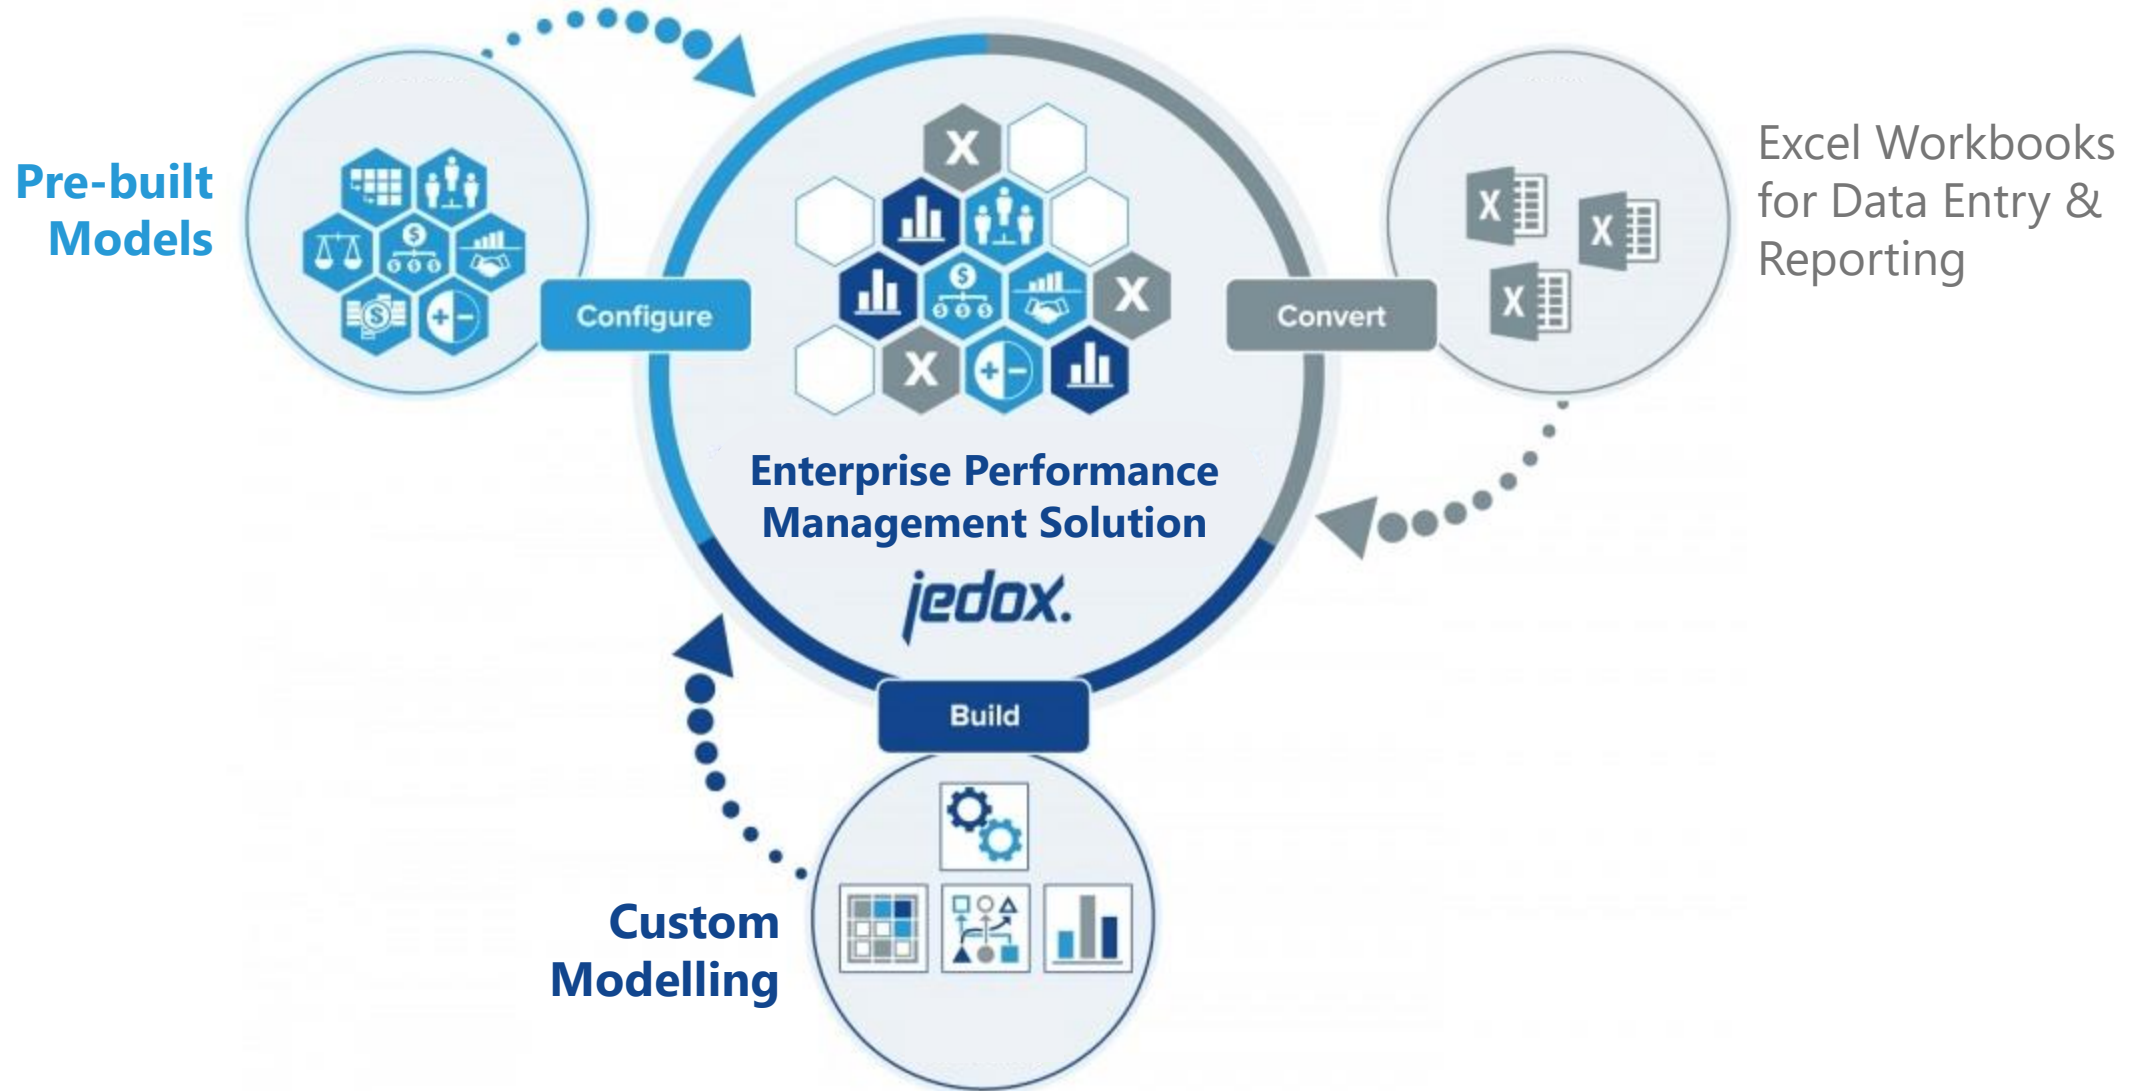 Pre-built
Models
Configure
X
X
X
Enterprise Performance
Management Solution
jedox.
Convert
X
X
X
Excel Workbooks
for Data Entry &
Reporting
Build
Custom
Modelling